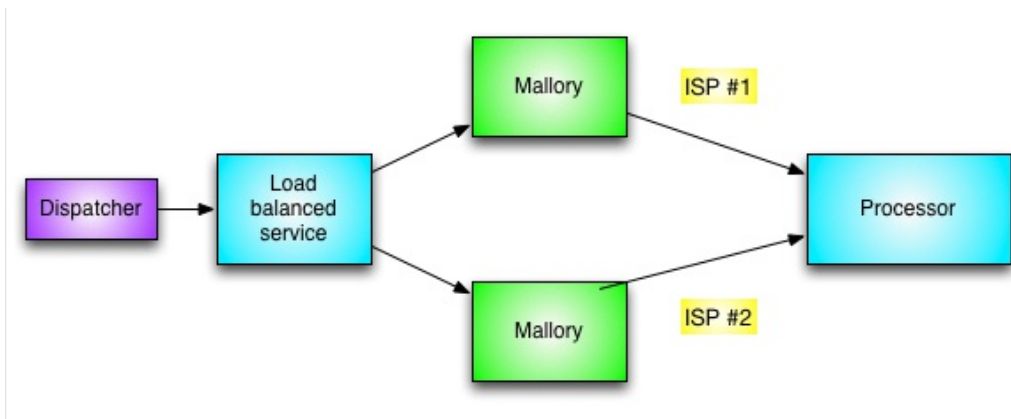 Mallory
ISP #1
Dispatcher
Load
balanced
service
Processor
Mallory
ISP #2